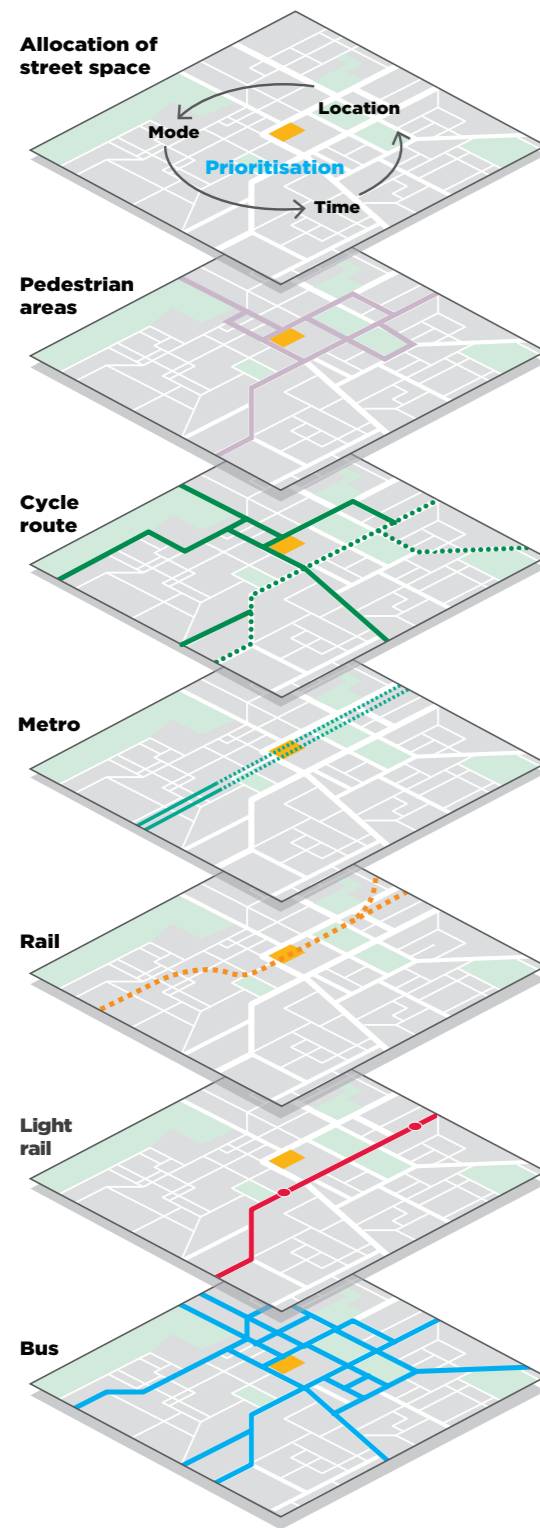 Allocation of
street space
Location
Mode
Prioritisation
Time
Pedestrian
areas
Cycle
route
Metro
Rail
Light
rail
Bus